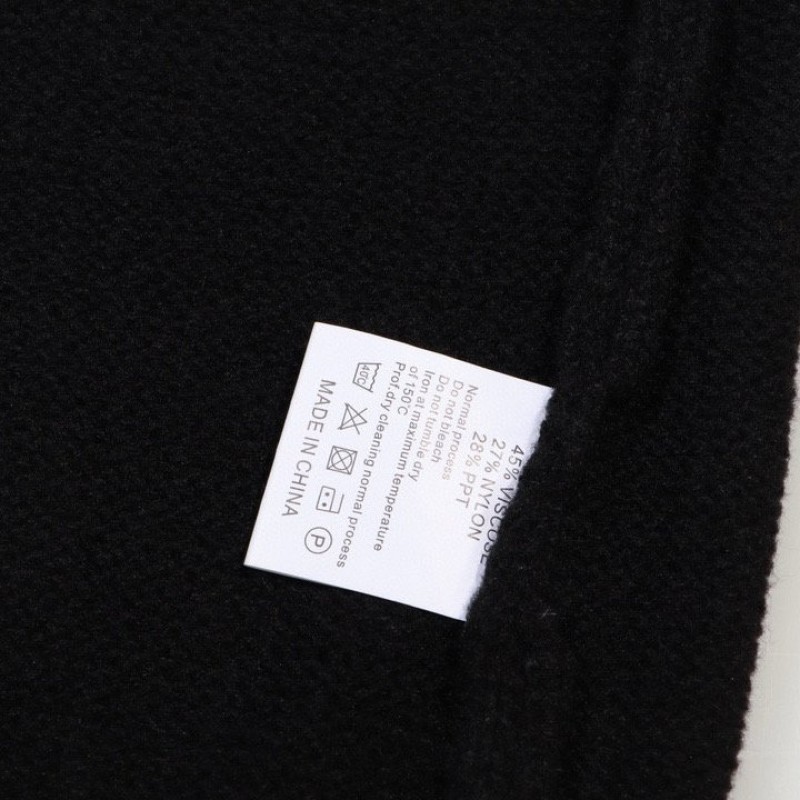 45% VISCOSE
27% NYLON
28% PPT
Normal process
Do not bleach
Do not tumble dry
Iron at maximum temperature
of 150℃
Prof.dry cleaning normal process
40℃
P
MADE IN CHINA